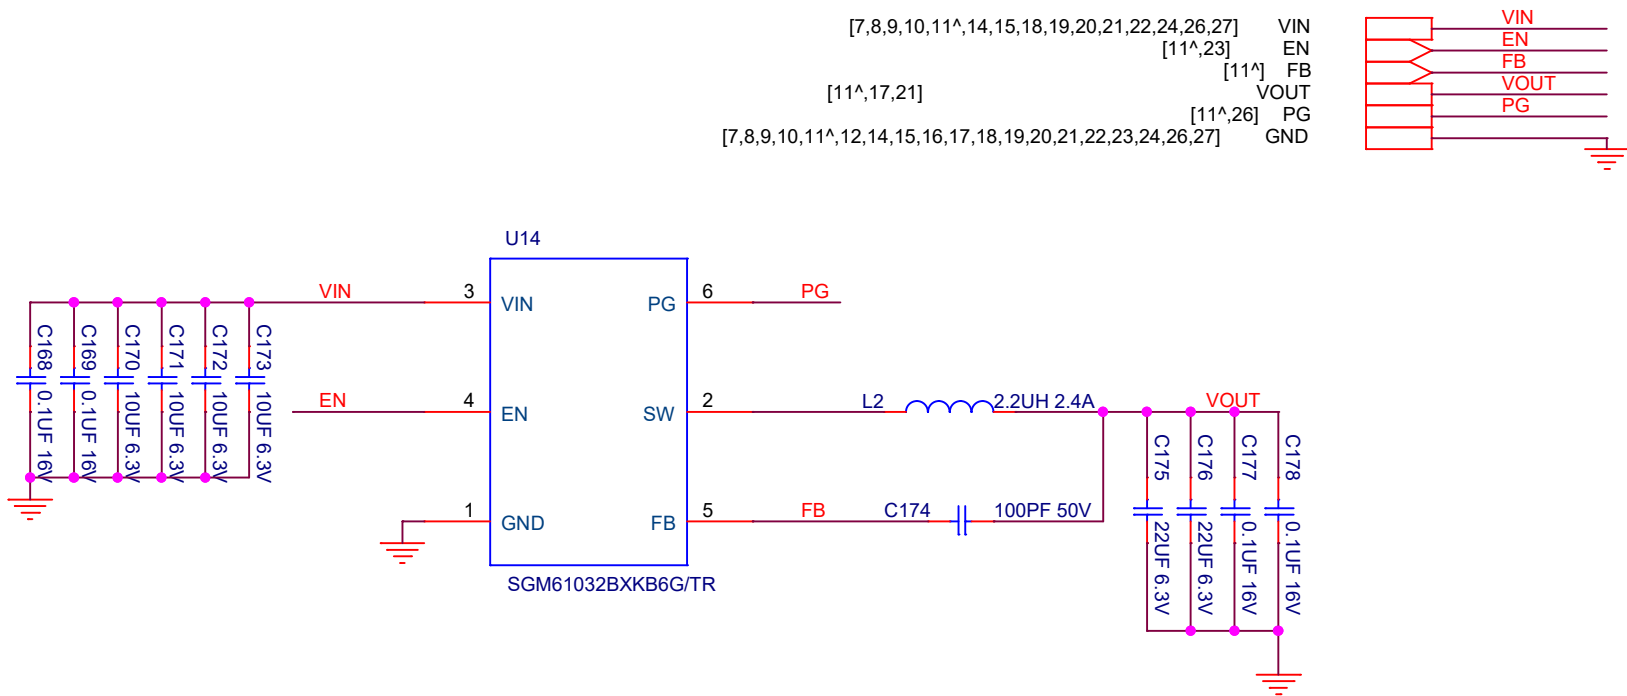 [7,8,9,10,11^,14,15,18,19,20,21,22,24,26,27] VIN VIN
[11^,23] EN EN
[11^] FB FB
[11^,17,21] VOUT VOUT
[11^,26] PG PG
[7,8,9,10,11^,12,14,15,16,17,18,19,20,21,22,23,24,26,27] GND
U14
VIN 3 VIN PG 6 PG
C168 0.1UF 16V
C169 0.1UF 16V
C170 10UF 6.3V
C171 10UF 6.3V
C172 10UF 6.3V
C173 10UF 6.3V
EN 4 EN SW 2 L2 2.2UH 2.4A VOUT
1 GND FB 5 FB C174 100PF 50V
C175 22UF 6.3V
C176 22UF 6.3V
C177 0.1UF 16V
C178 0.1UF 16V
SGM61032BXKB6G/TR